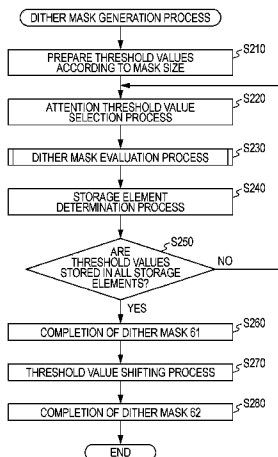 DITHER MASK GENERATION PROCESS
S210
PREPARE THRESHOLD VALUES
ACCORDING TO MASK SIZE
S220
ATTENTION THRESHOLD VALUE
SELECTION PROCESS
S230
DITHER MASK EVALUATION PROCESS
S240
STORAGE ELEMENT
DETERMINATION PROCESS
S250
ARE
THRESHOLD VALUES
STORED IN ALL STORAGE
ELEMENTS?
NO
YES
S260
COMPLETION OF DITHER MASK 61
S270
THRESHOLD VALUE SHIFTING PROCESS
S280
COMPLETION OF DITHER MASK 62
END